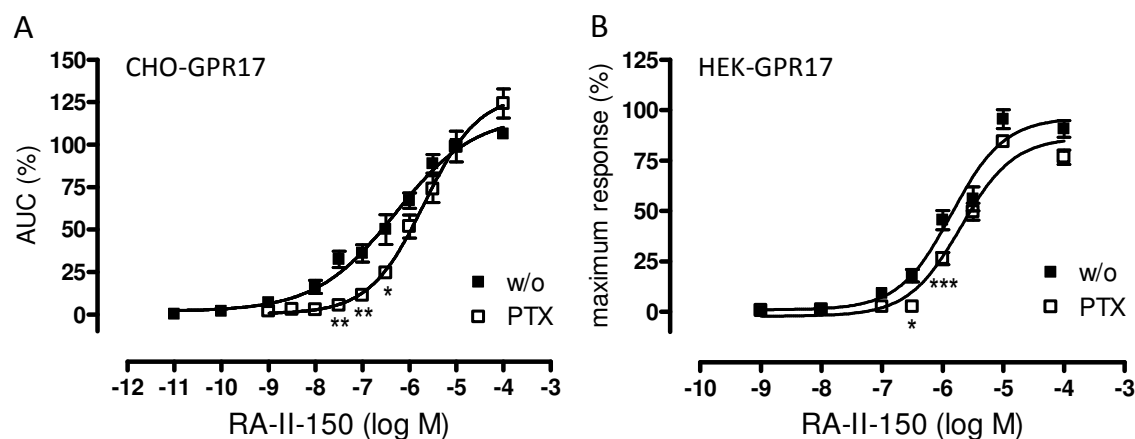 A
CHO-GPR17
AUC (%)
150
125
100
75
50
25
0
w/o
PTX
** ** *
-12 -11 -10 -9 -8 -7 -6 -5 -4 -3
RA-II-150 (log M)
B
HEK-GPR17
maximum response (%)
125
100
75
50
25
0
w/o
PTX
***
*
-10 -9 -8 -7 -6 -5 -4 -3
RA-II-150 (log M)